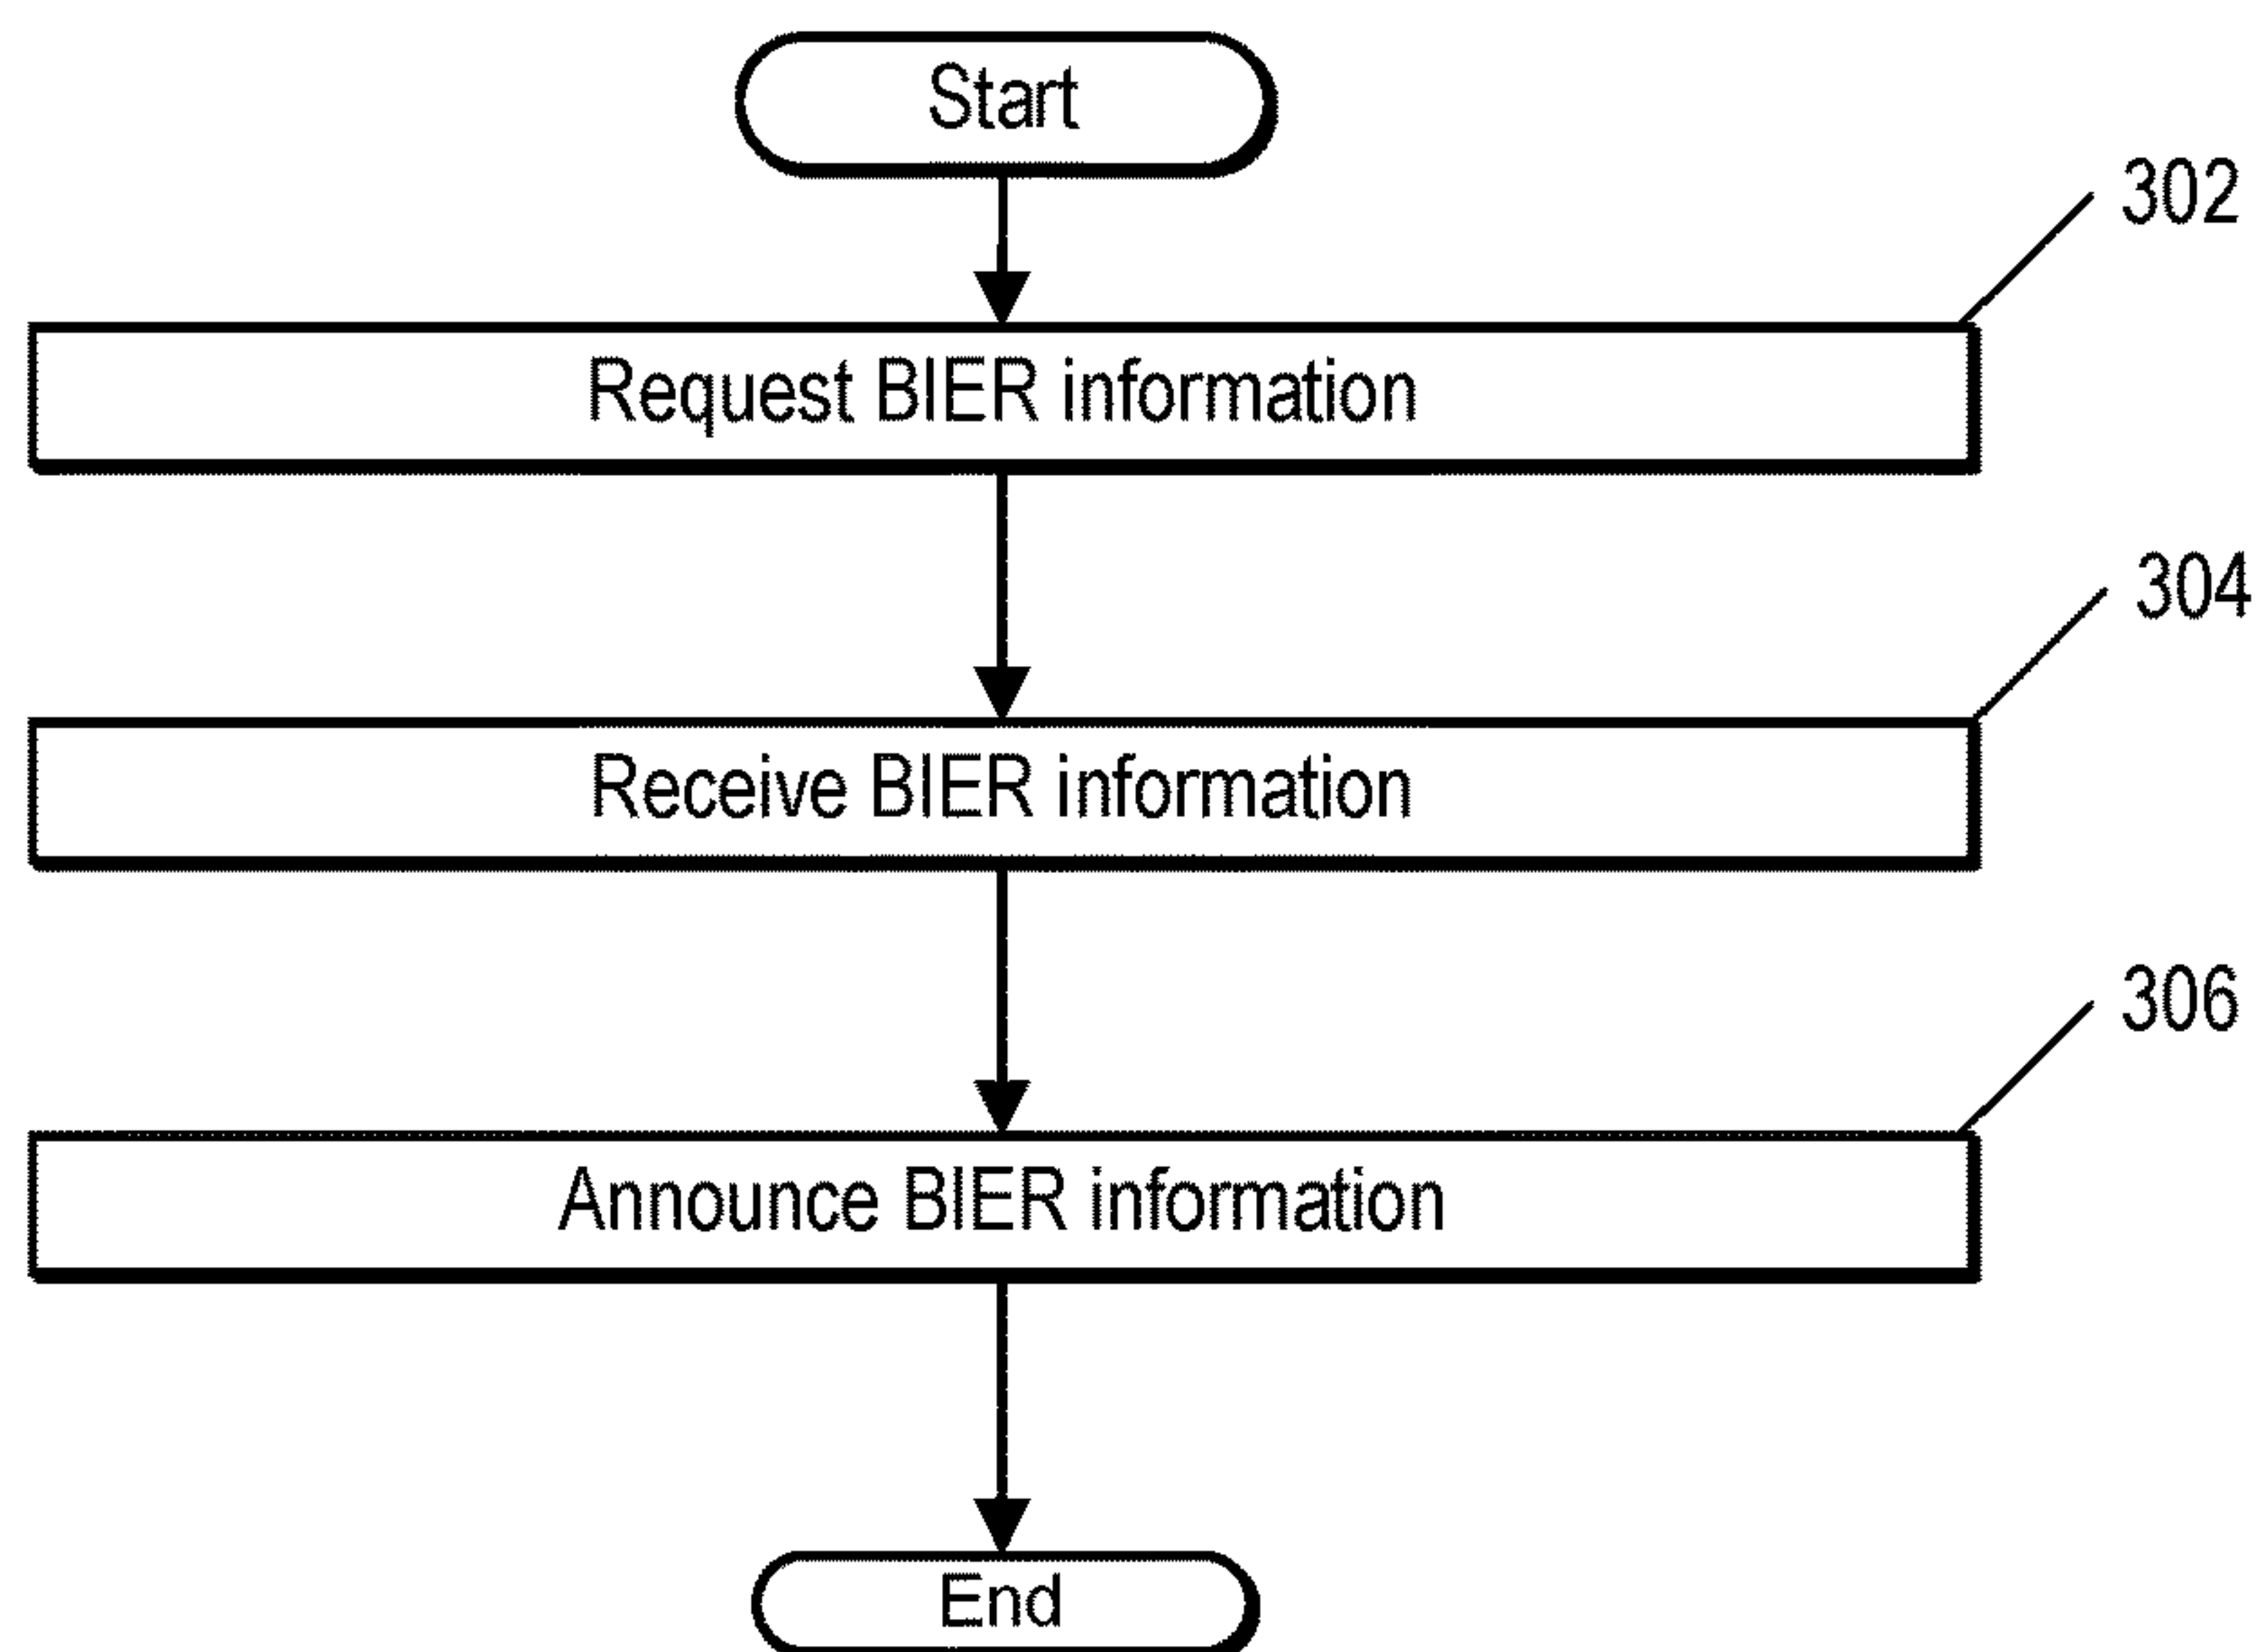 Start
302
Request BIER information
304
Receive BIER information
306
Announce BIER information
End